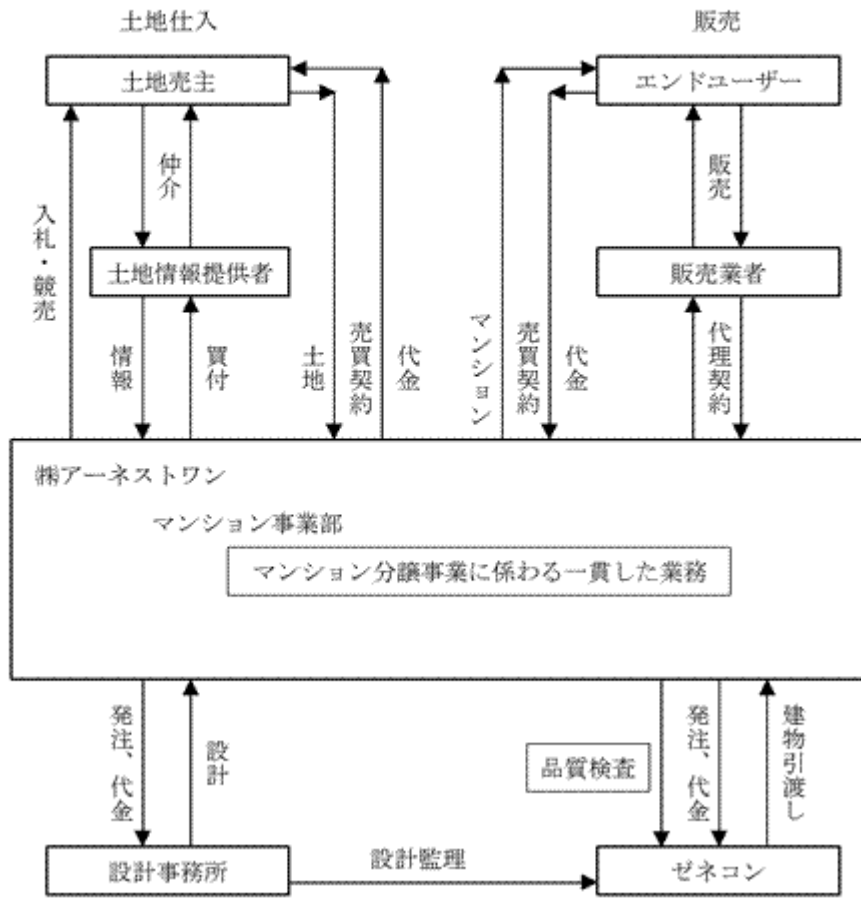 土地仕入
販売
土地売主
エンドユーザー
仲介
販売
入札・競売
土地情報提供者
販売業者
情報
買付
土地
売買契約
代金
マンション
売買契約
代金
代理契約
㈱アーネストワン
マンション事業部
マンション分譲事業に係わる一貫した業務
発注、代金
設計
品質検査
発注、代金
建物引渡し
設計事務所
設計監理
ゼネコン